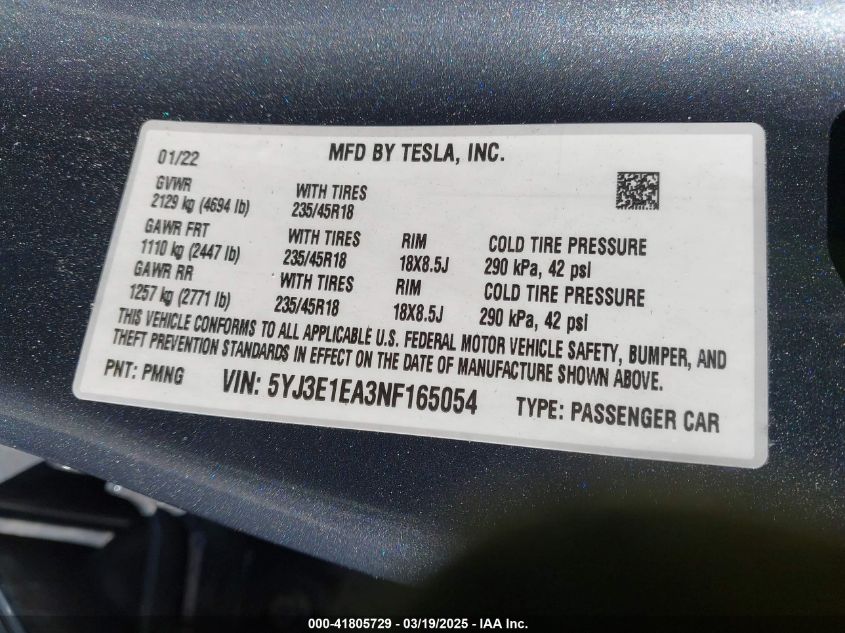 01/22 MFD BY TESLA, INC.
GVWR WITH TIRES
2129 kg (4694 lb) 235/45R18
GAWR FRT WITH TIRES RIM COLD TIRE PRESSURE
1110 kg (2447 lb) 235/45R18 18X8.5J 290 kPa, 42 psi
GAWR RR WITH TIRES RIM COLD TIRE PRESSURE
1257 kg (2771 lb) 235/45R18 18X8.5J 290 kPa, 42 psi
THIS VEHICLE CONFORMS TO ALL APPLICABLE U.S. FEDERAL MOTOR VEHICLE SAFETY, BUMPER, AND
THEFT PREVENTION STANDARDS IN EFFECT ON THE DATE OF MANUFACTURE SHOWN ABOVE.
PNT: PMNG VIN: 5YJ3E1EA3NF165054 TYPE: PASSENGER CAR
000-41805729 - 03/19/2025 - IAA Inc.